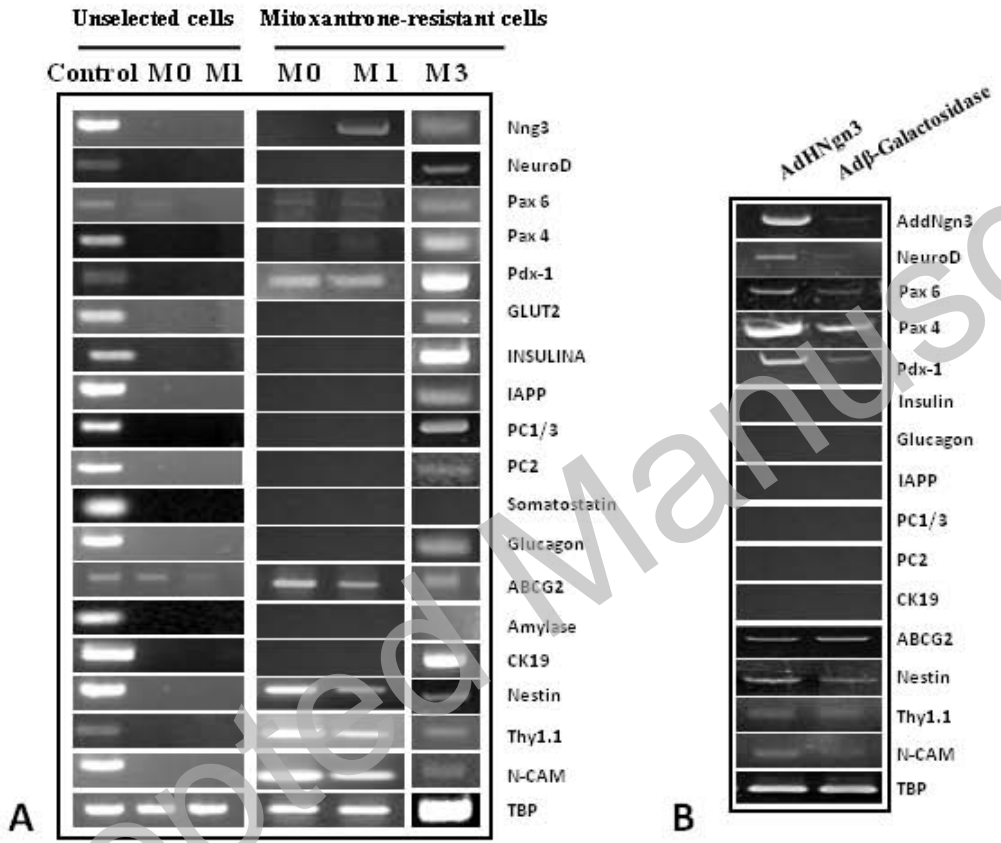 Unselected cells Mitoxantrone-resistant cells
Control M0 M1 M0 M1 M3
Nng3
NeuroD
Pax 6
Pax 4
Pdx-1
GLUT2
INSULINA
IAPP
PC1/3
PC2
Somatostatin
Glucagon
ABCG2
Amylase
CK19
Nestin
Thy1.1
N-CAM
TBP
A
AdHNgn3 Adβ-Galactosidase
AddNgn3
NeuroD
Pax 6
Pax 4
Pdx-1
Insulin
Glucagon
IAPP
PC1/3
PC2
CK19
ABCG2
Nestin
Thy1.1
N-CAM
TBP
B
epted Manusc